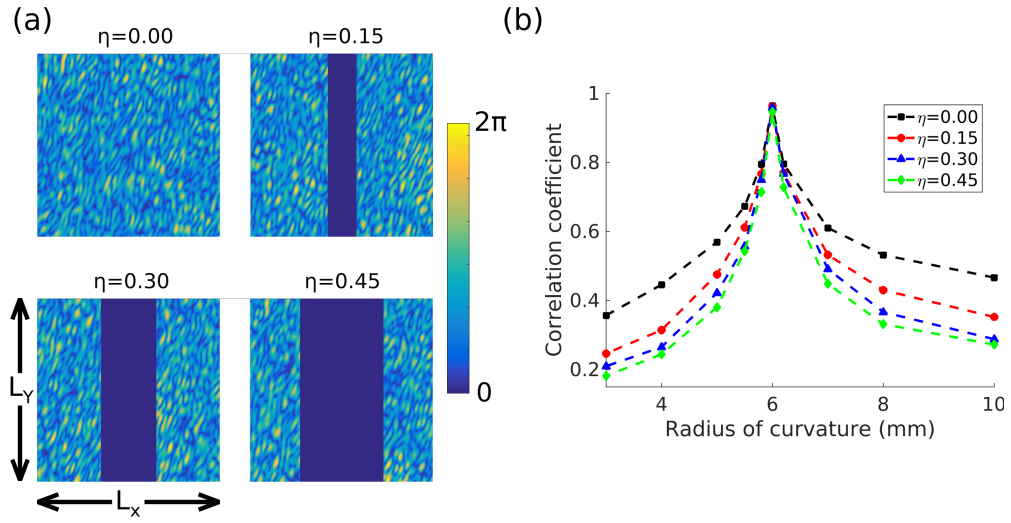 (a)
η=0.00
η=0.15
2π
0
η=0.30
η=0.45
LY
Lx
(b)
Correlation coefficient
1
0.8
0.6
0.4
0.2
4
6
8
10
Radius of curvature (mm)
η=0.00
η=0.15
η=0.30
η=0.45